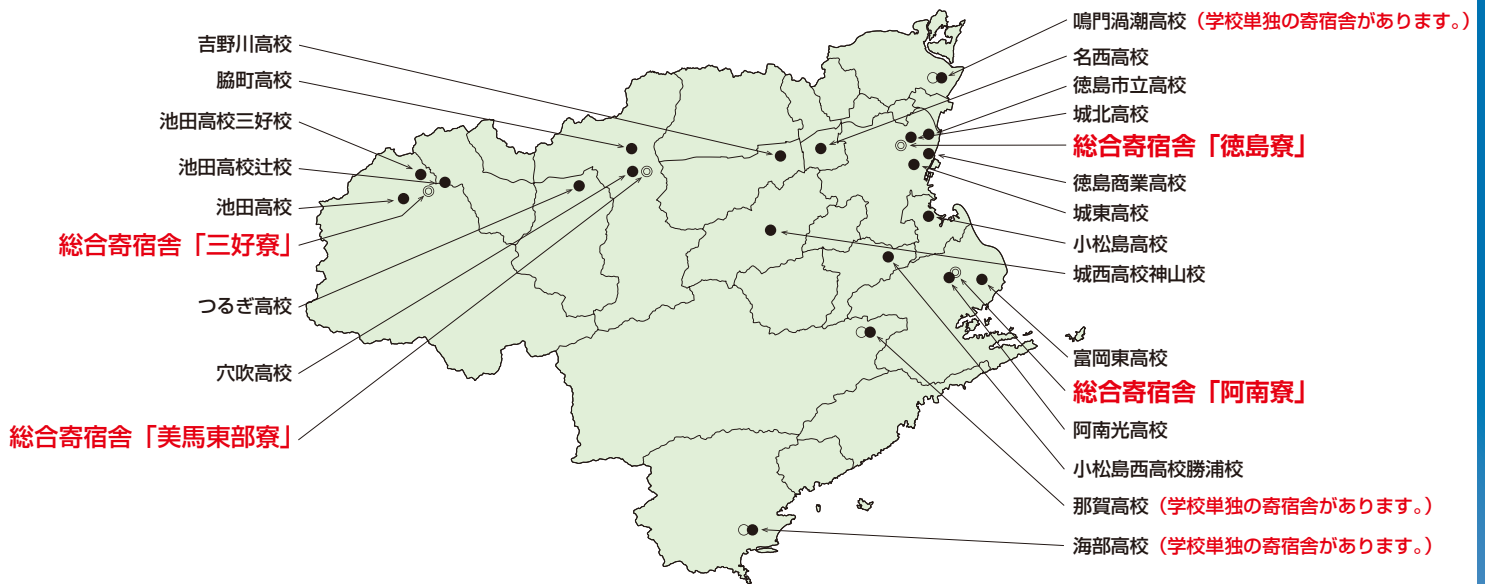 吉野川高校
脇町高校
池田高校三好校
池田高校辻校
池田高校
総合寄宿舎「三好寮」
つるぎ高校
穴吹高校
総合寄宿舎「美馬東部寮」
鳴門渦潮高校（学校単独の寄宿舎があります。）
名西高校
徳島市立高校
城北高校
総合寄宿舎「徳島寮」
徳島商業高校
城東高校
小松島高校
城西高校神山校
富岡東高校
総合寄宿舎「阿南寮」
阿南光高校
小松島西高校勝浦校
那賀高校（学校単独の寄宿舎があります。）
海部高校（学校単独の寄宿舎があります。）